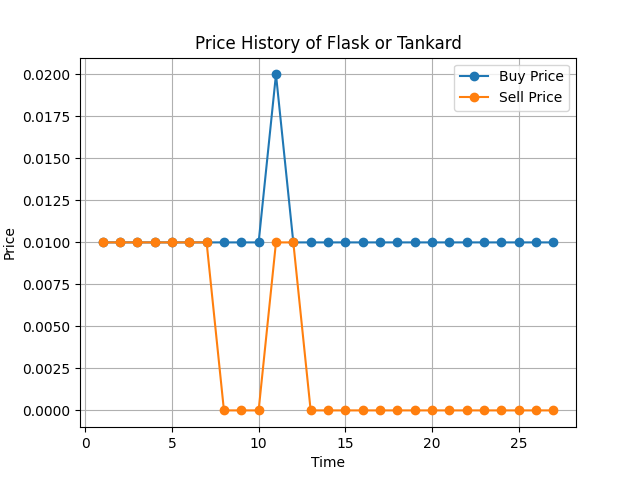 Price History of Flask or Tankard
Buy Price
Sell Price
Price
0.0200
0.0175
0.0150
0.0125
0.0100
0.0075
0.0050
0.0025
0.0000
0 5 10 15 20 25
Time